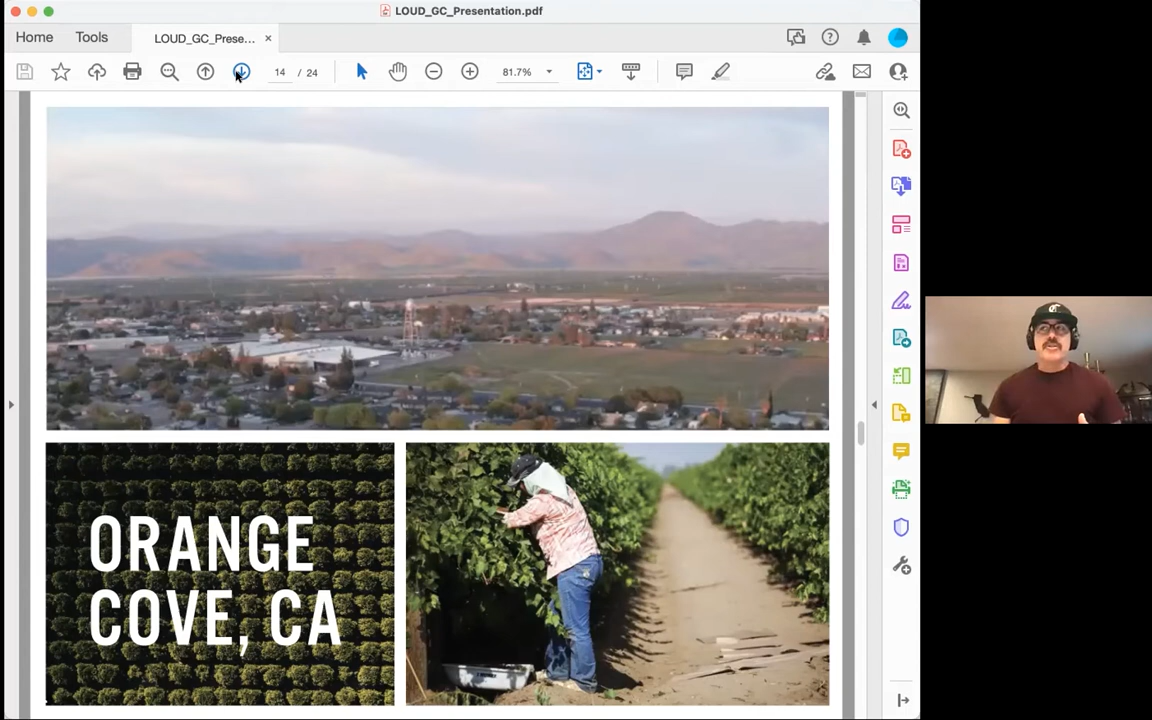 LOUD_GC_Presentation.pdf
Home
Tools
LOUD_GC_Prese...
14 / 24
81.7%
ORANGE
COVE, CA